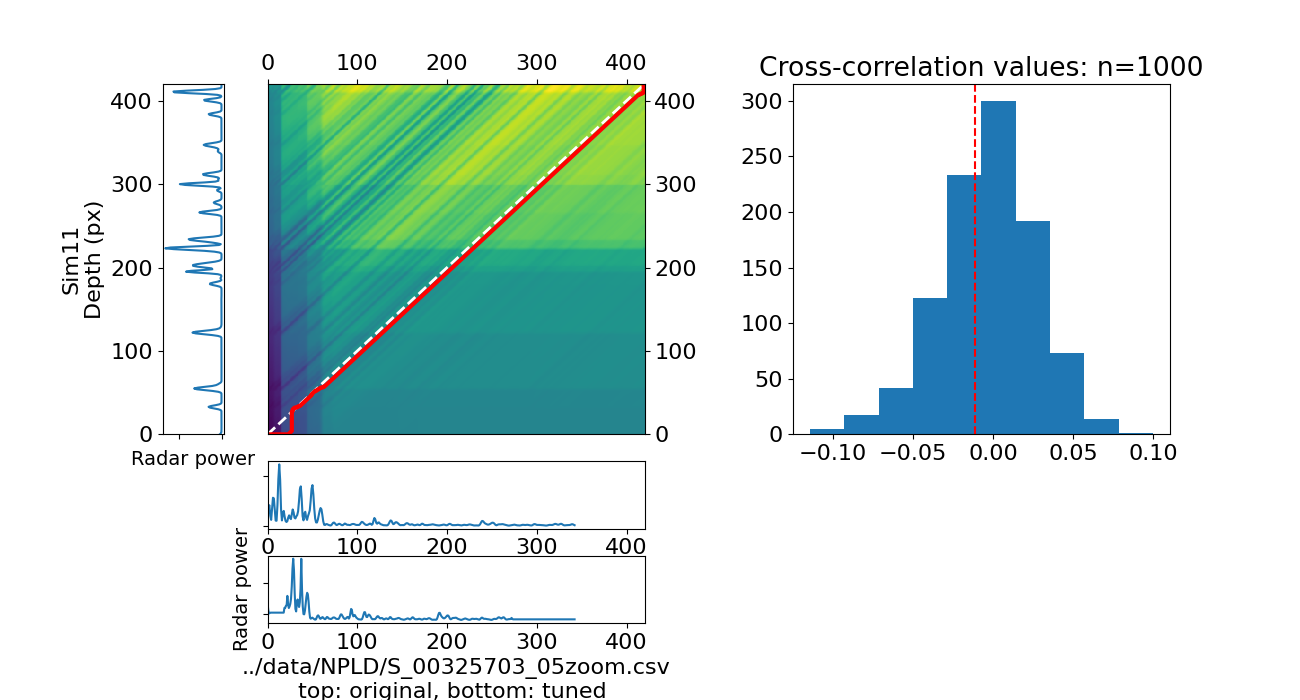 Cross-correlation values: n=1000
0 100 200 300 400
400
300
200
100
0
Sim11
Depth (px)
Radar power
400
300
200
100
0
300
250
200
150
100
50
0
−0.10 −0.05 0.00 0.05 0.10
0 100 200 300 400
Radar power
0 100 200 300 400
../data/NPLD/S_00325703_05zoom.csv
top: original, bottom: tuned